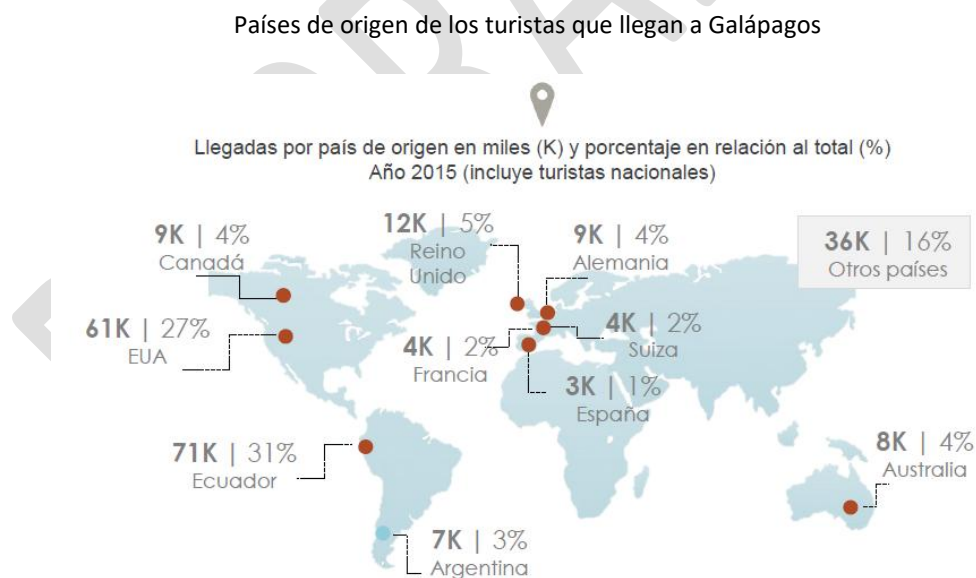 Países de origen de los turistas que llegan a Galápagos
Llegadas por país de origen en miles (K) y porcentaje en relación al total (%)
Año 2015 (incluye turistas nacionales)
9K | 4%
Canadá
12K | 5%
Reino
Unido
9K | 4%
Alemania
36K | 16%
Otros países
61K | 27%
EUA
4K | 2%
Francia
4K | 2%
Suiza
3K | 1%
España
71K | 31%
Ecuador
8K | 4%
Australia
7K | 3%
Argentina